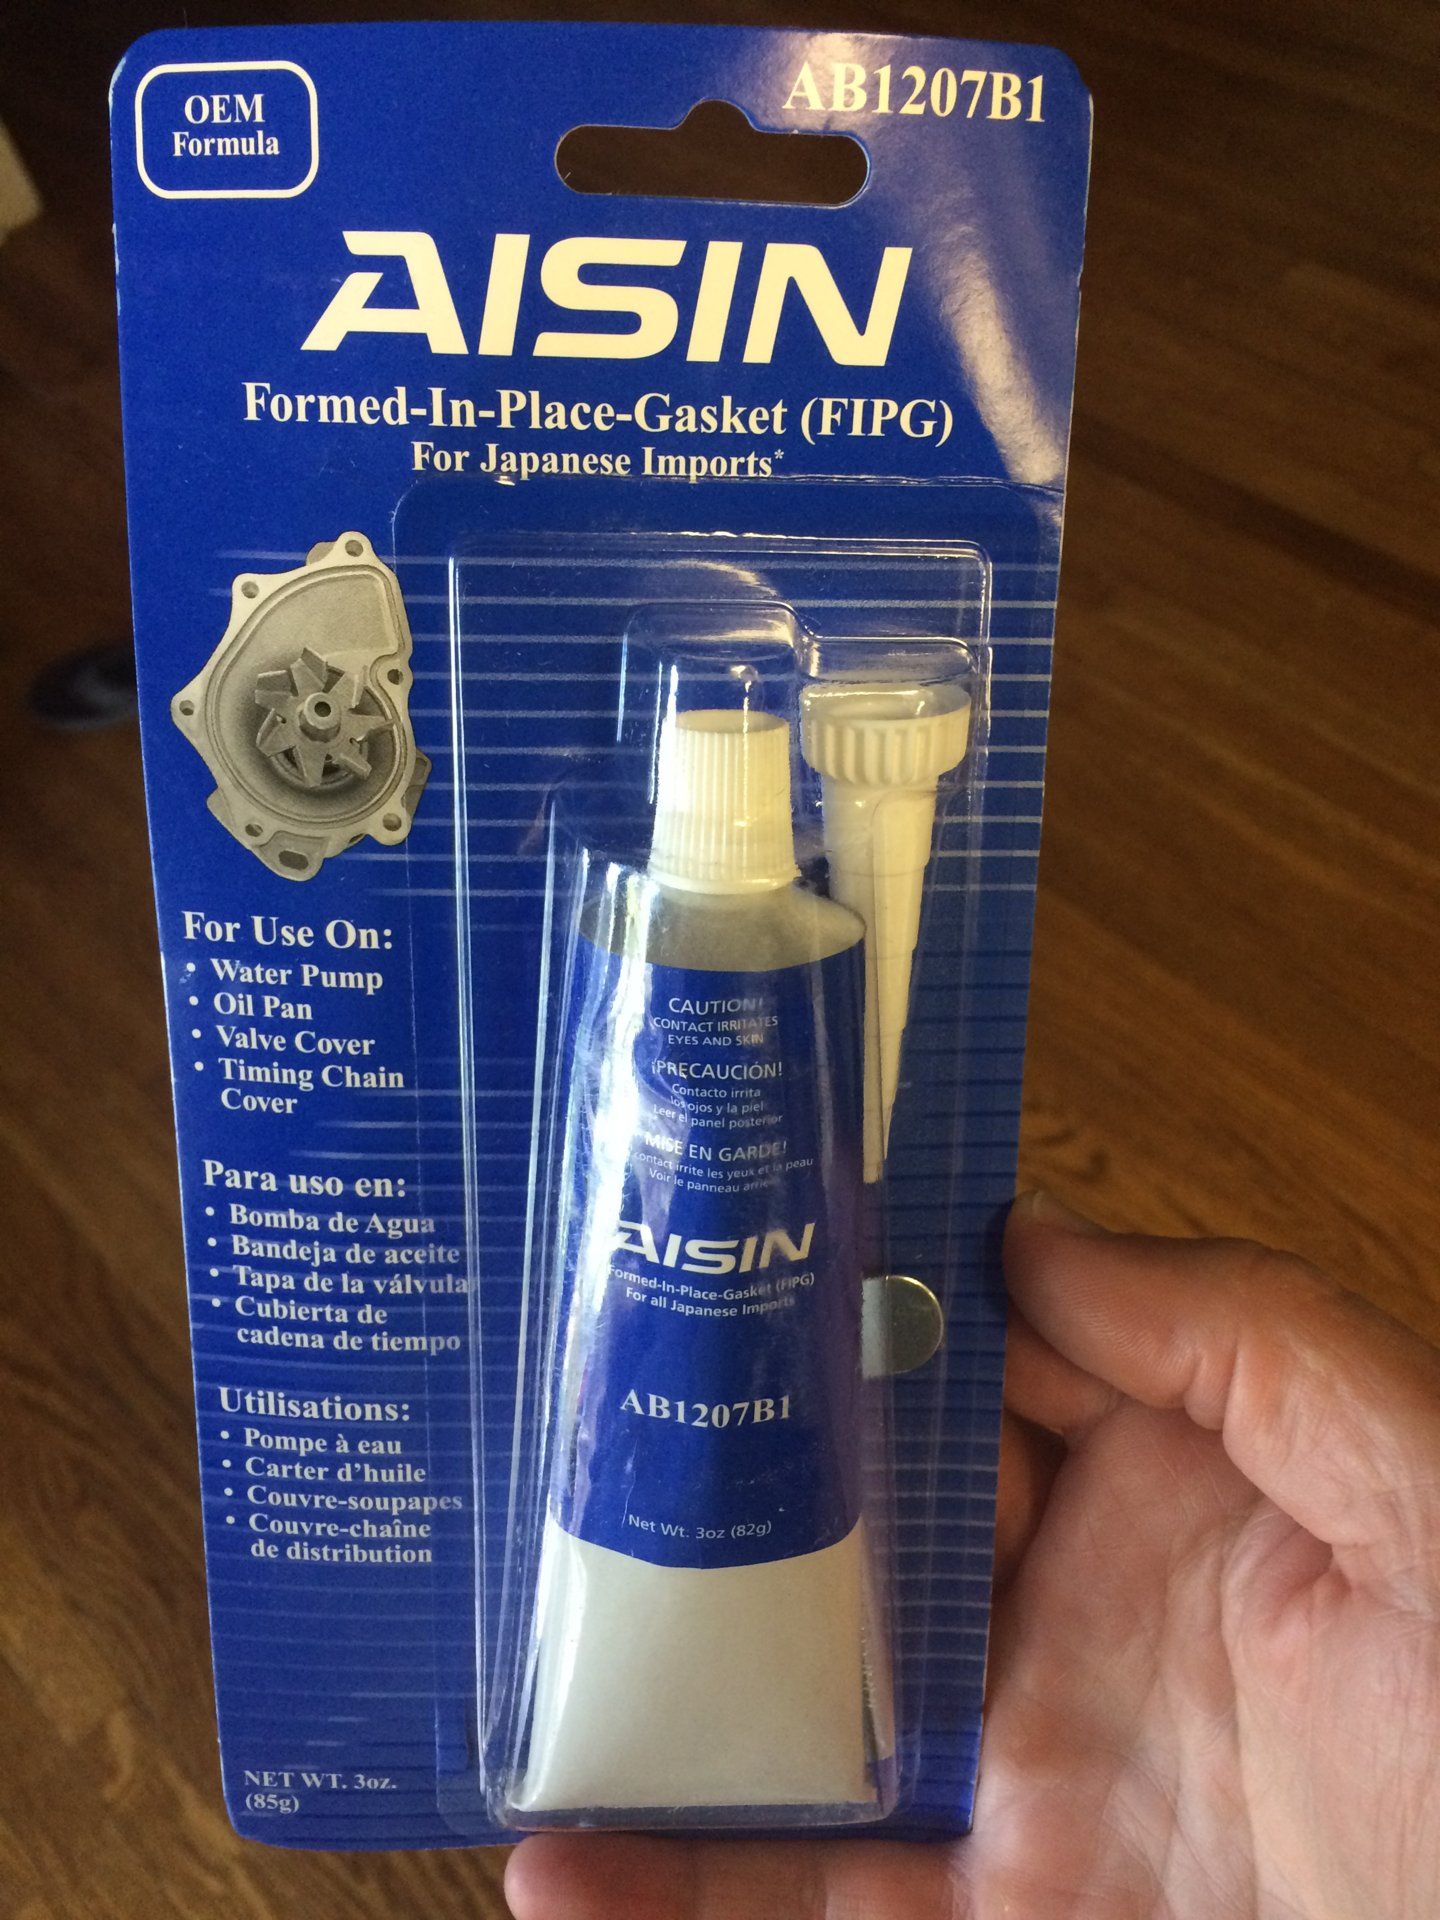 OEM
Formula
AB1207B1
AISIN
Formed-In-Place-Gasket (FIPG)
For Japanese Imports*
For Use On:
• Water Pump
• Oil Pan
• Valve Cover
• Timing Chain
Cover
Para uso en:
• Bomba de Agua
• Bandeja de aceite
• Tapa de la válvula
• Cubierta de
cadena de tiempo
Utilisations:
• Pompe à eau
• Carter d'huile
• Couvre-soupapes
• Couvre-chaîne
de distribution
NET WT. 3oz.
(85g)
CAUTION!
CONTACT IRRITATES
EYES AND SKIN
¡PRECAUCIÓN!
Contacto irrita
los ojos y la piel
Leer el panel posterior
MISE EN GARDE!
contact irrite les yeux et la peau
Voir le panneau
AISIN
Formed-In-Place-Gasket (FIPG)
For all Japanese Imports
AB1207B1
Net Wt. 3oz (82g)